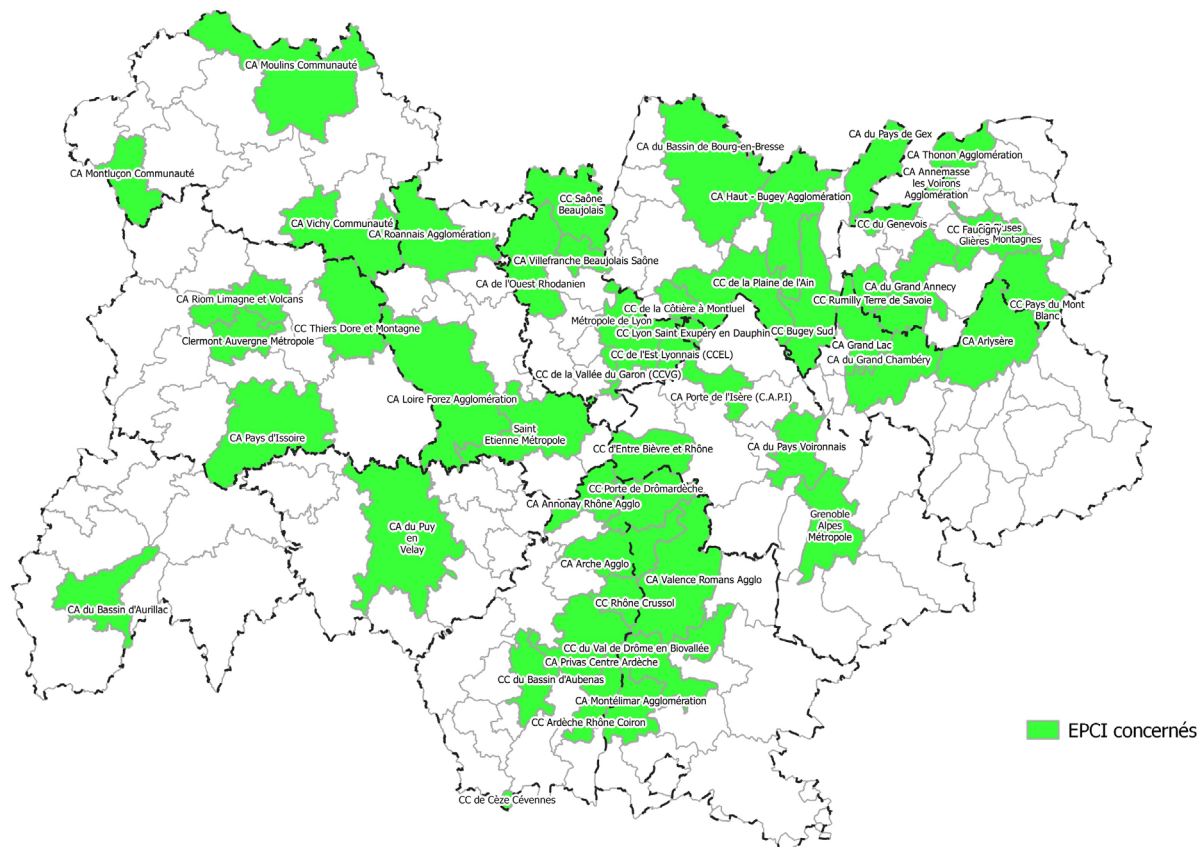 CA Moulins Communauté
CA du Pays de Gex
CA du Bassin de Bourg-en-Bresse
CA Thonon Agglomération
CA Montluçon Communauté
CA Annemasse
les Voirons
Agglomération
CC Saône
Beaujolais
CA Haut - Bugey Agglomération
CA Vichy Communauté
CC du Genevois
CA Roannais Agglomération
CC Faucigny
Glières
uses
Montagnes
CA Villefranche Beaujolais Saône
CA de l'Ouest Rhodanien
CC de la Plaine de l'Ain
CA du Grand Annecy
CA Riom Limagne et Volcans
CC Rumilly Terre de Savoie
CC Pays du Mont
Blanc
CC de la Côtière à Montluel
Métropole de Lyon
CC Thiers Dore et Montagne
CC Lyon Saint Exupéry en Dauphin
CC Bugey Sud
Clermont Auvergne Métropole
CA Grand Lac
CA Arlysère
CC de l'Est Lyonnais (CCEL)
CA du Grand Chambéry
CC de la Vallée du Garon (CCVG)
CA Porte de l'Isère (C.A.P.I)
CA Loire Forez Agglomération
Saint
Etienne Métropole
CA Pays d'Issoire
CC d'Entre Bièvre et Rhône
CA du Pays Voironnais
CC Porte de Drômardèche
CA Annonay Rhône Agglo
Grenoble
Alpes
Métropole
CA du Puy
en
Velay
CA Arche Agglo
CA Valence Romans Agglo
CC Rhône Crussol
CA du Bassin d'Aurillac
CC du Val de Drôme en Biovallée
CA Privas Centre Ardèche
CC du Bassin d'Aubenas
CA Montélimar Agglomération
CC Ardèche Rhône Coiron
EPCI concernés
CC de Cèze Cévennes